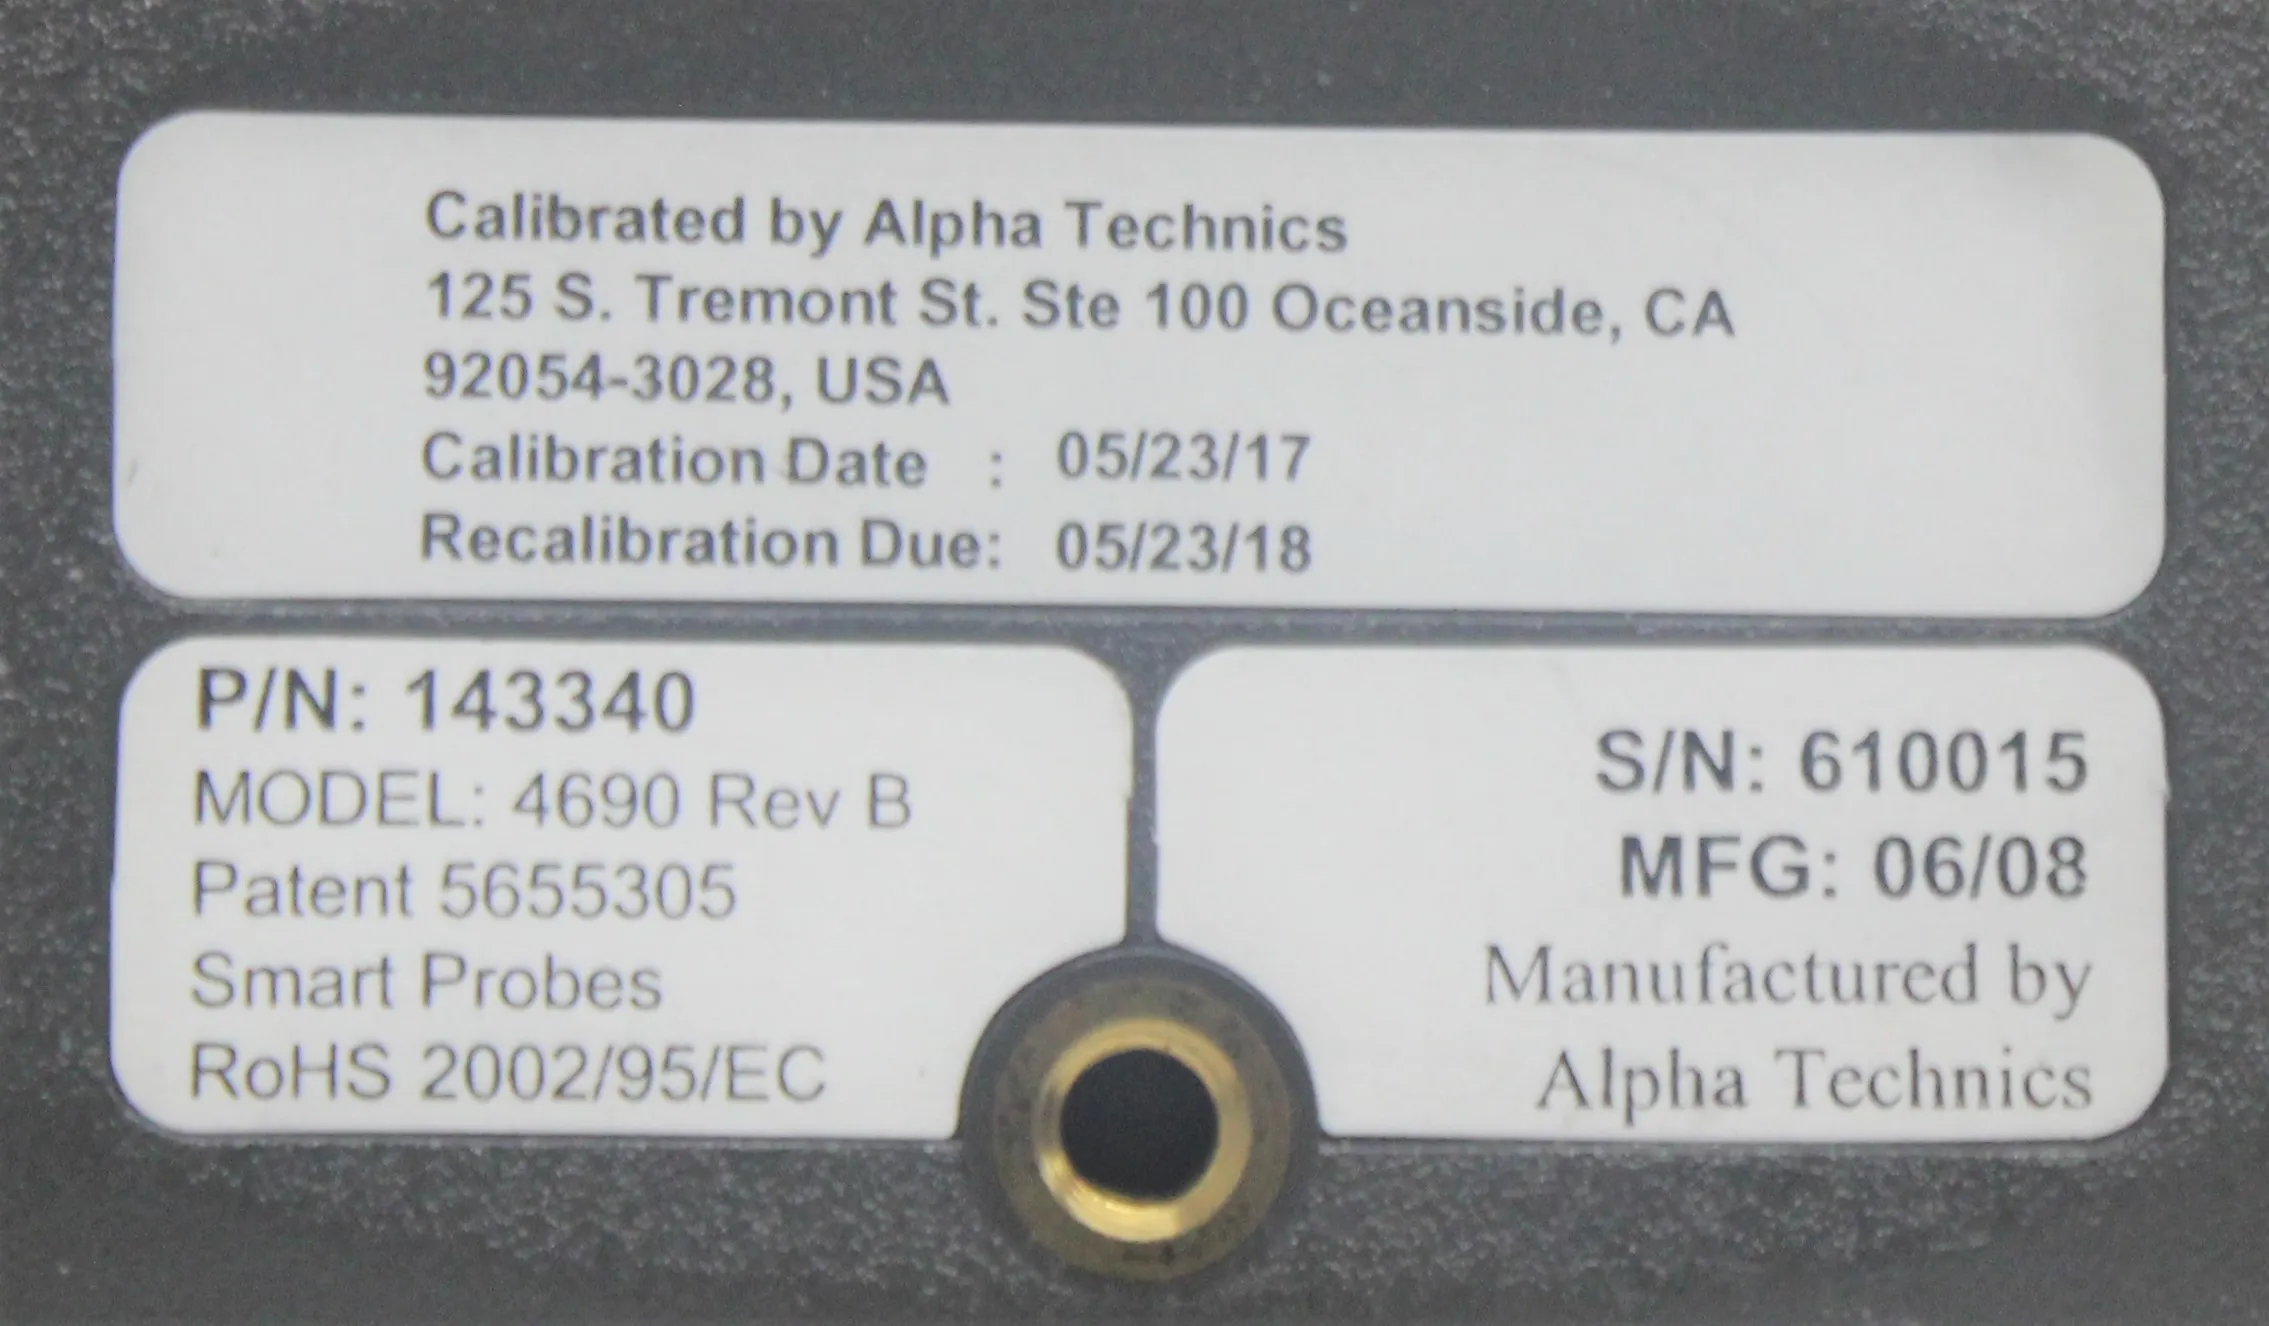 Calibrated by Alpha Technics
125 S. Tremont St. Ste 100 Oceanside, CA
92054-3028, USA
Calibration Date : 05/23/17
Recalibration Due: 05/23/18
P/N: 143340
MODEL: 4690 Rev B
Patent 5655305
Smart Probes
RoHS 2002/95/EC
S/N: 610015
MFG: 06/08
Manufactured by
Alpha Technics